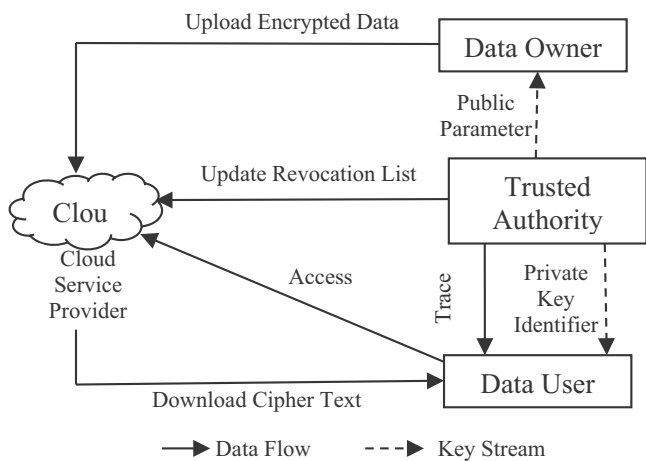 Upload Encrypted Data
Data Owner
Public
Parameter
Update Revocation List
Trusted
Authority
Clou
Cloud
Service
Provider
Access
Trace
Private
Key
Identifier
Data User
Download Cipher Text
Data Flow
Key Stream